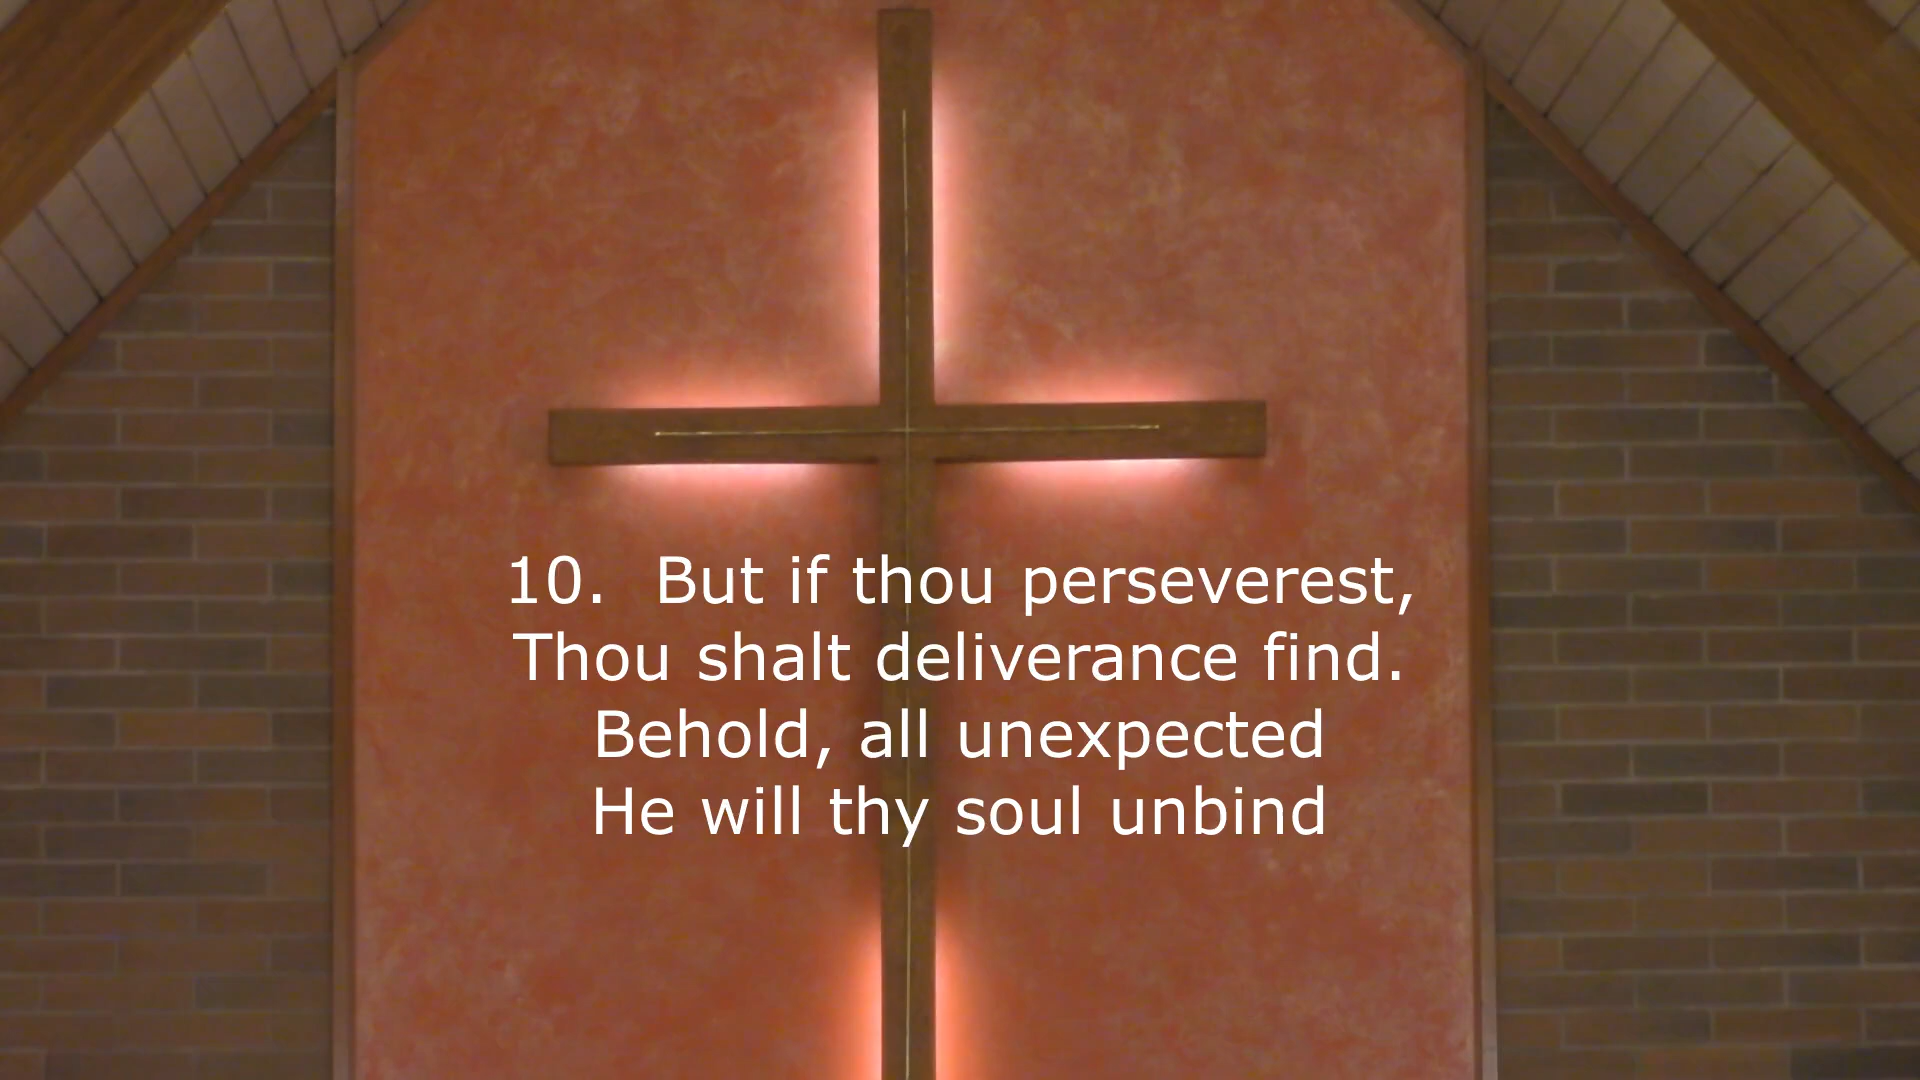 10. But if thou perseverest,
Thou shalt deliverance find.
Behold, all unexpected
He will thy soul unbind